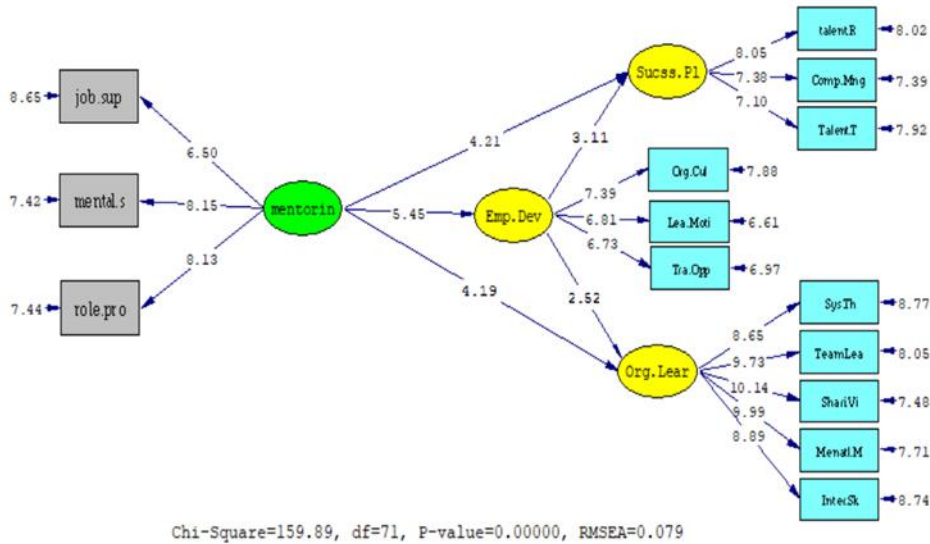 8.65
job.sup
6.50
7.42
mental.s
8.15
7.44
role.pro
8.13
mentorin
4.21
5.45
4.19
Sucss.Pl
3.11
Emp.Dev
2.52
Org.Lear
8.05
talent.R
8.02
7.38
Comp.Mng
7.39
7.10
Talent.T
7.92
7.39
Org.Cul
7.88
6.81
Lea.Moti
6.61
6.73
Tra.Opp
6.97
8.65
SysTh
8.77
9.73
TeamLea
8.05
10.14
ShariVi
7.48
9.99
Menatl.M
7.71
8.89
Inter.Sk
8.74
Chi-Square=159.89, df=71, P-value=0.00000, RMSEA=0.079